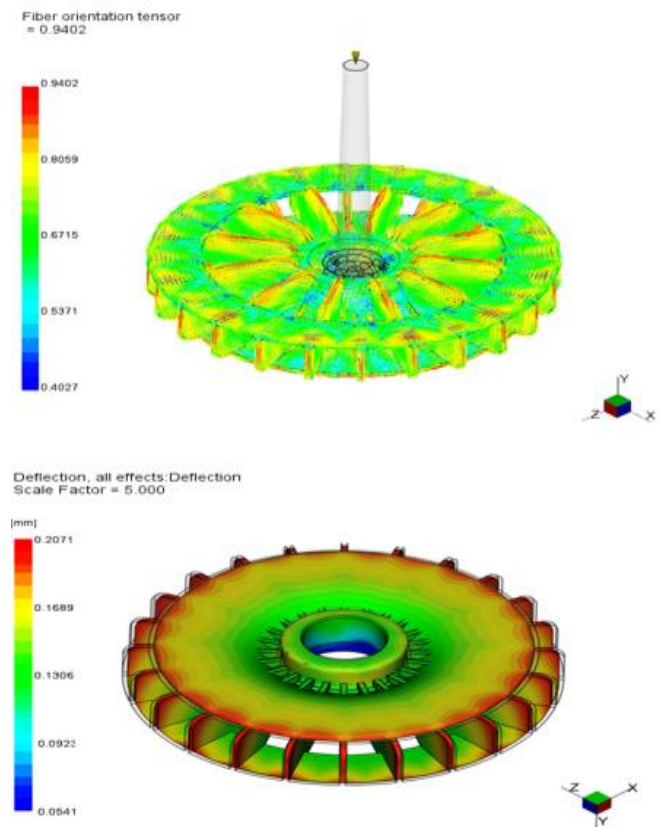 Fiber orientation tensor
= 0.9402
0.9402
0.8059
0.6715
0.5371
0.4027
Y
Z
X
Deflection, all effects:Deflection
Scale Factor = 5.000
[mm]
0.2071
0.1689
0.1306
0.0923
0.0541
Z
X
Y